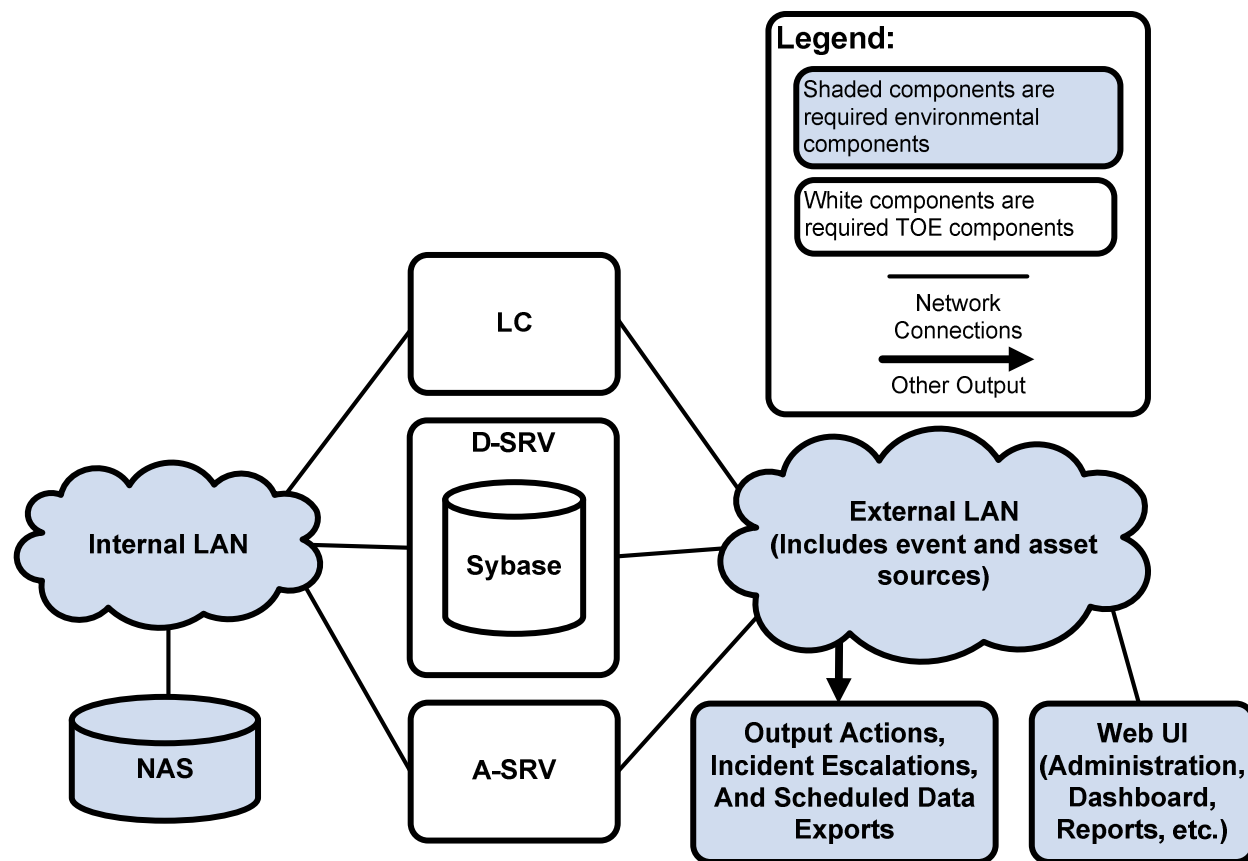 Legend:
Shaded components are
required environmental
components
White components are
required TOE components
Network
Connections
Other Output
LC
D-SRV
Sybase
A-SRV
Internal LAN
NAS
External LAN
(Includes event and asset
sources)
Output Actions,
Incident Escalations,
And Scheduled Data
Exports
Web UI
(Administration,
Dashboard,
Reports, etc.)